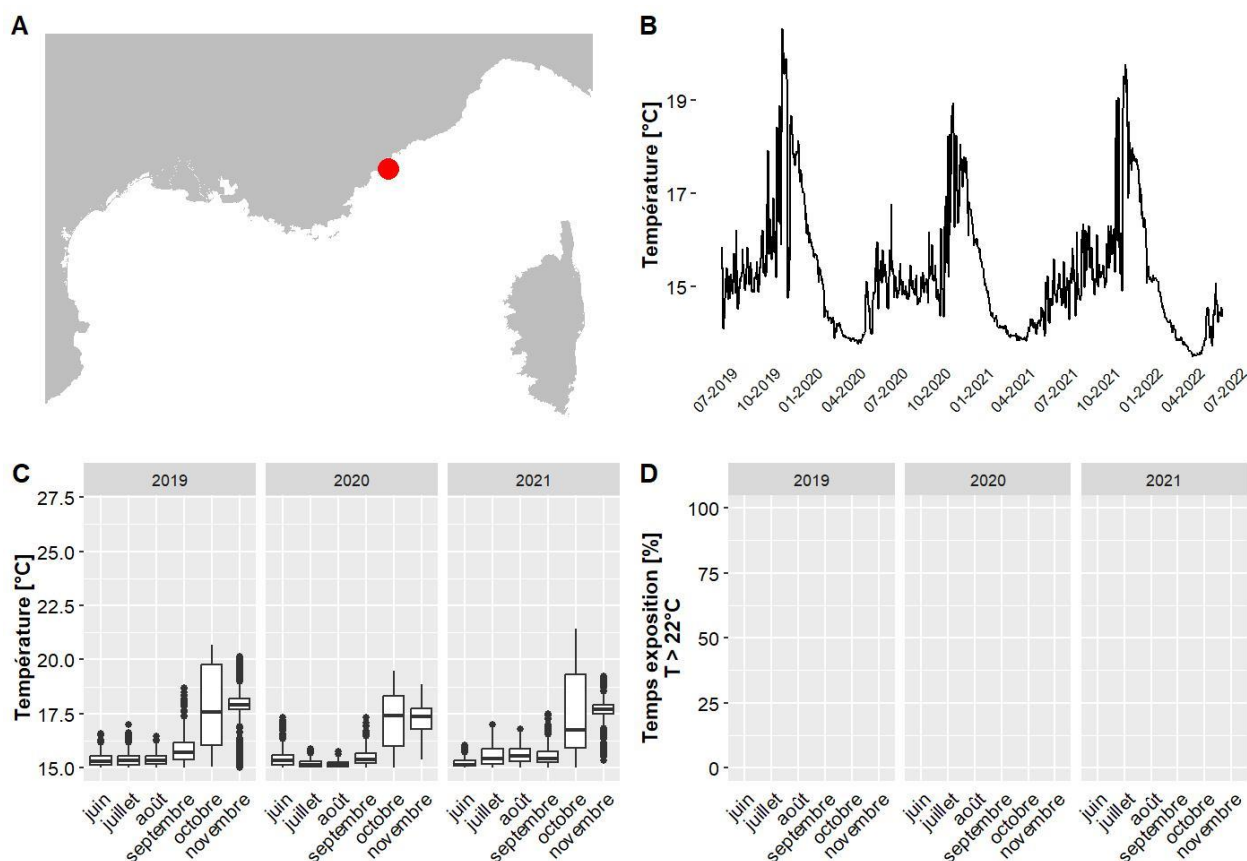 A
B
Température [°C]
19
17
15
07-2019
10-2019
01-2020
04-2020
07-2020
10-2020
01-2021
04-2021
07-2021
10-2021
01-2022
04-2022
07-2022
C
2019
2020
2021
Température [°C]
27.5
25.0
22.5
20.0
17.5
15.0
juin
juillet
août
septembre
octobre
novembre
juin
juillet
août
septembre
octobre
novembre
juin
juillet
août
septembre
octobre
novembre
D
2019
2020
2021
Temps exposition [%]
T > 22°C
100
75
50
25
0
juin
juillet
août
septembre
octobre
novembre
juin
juillet
août
septembre
octobre
novembre
juin
juillet
août
septembre
octobre
novembre